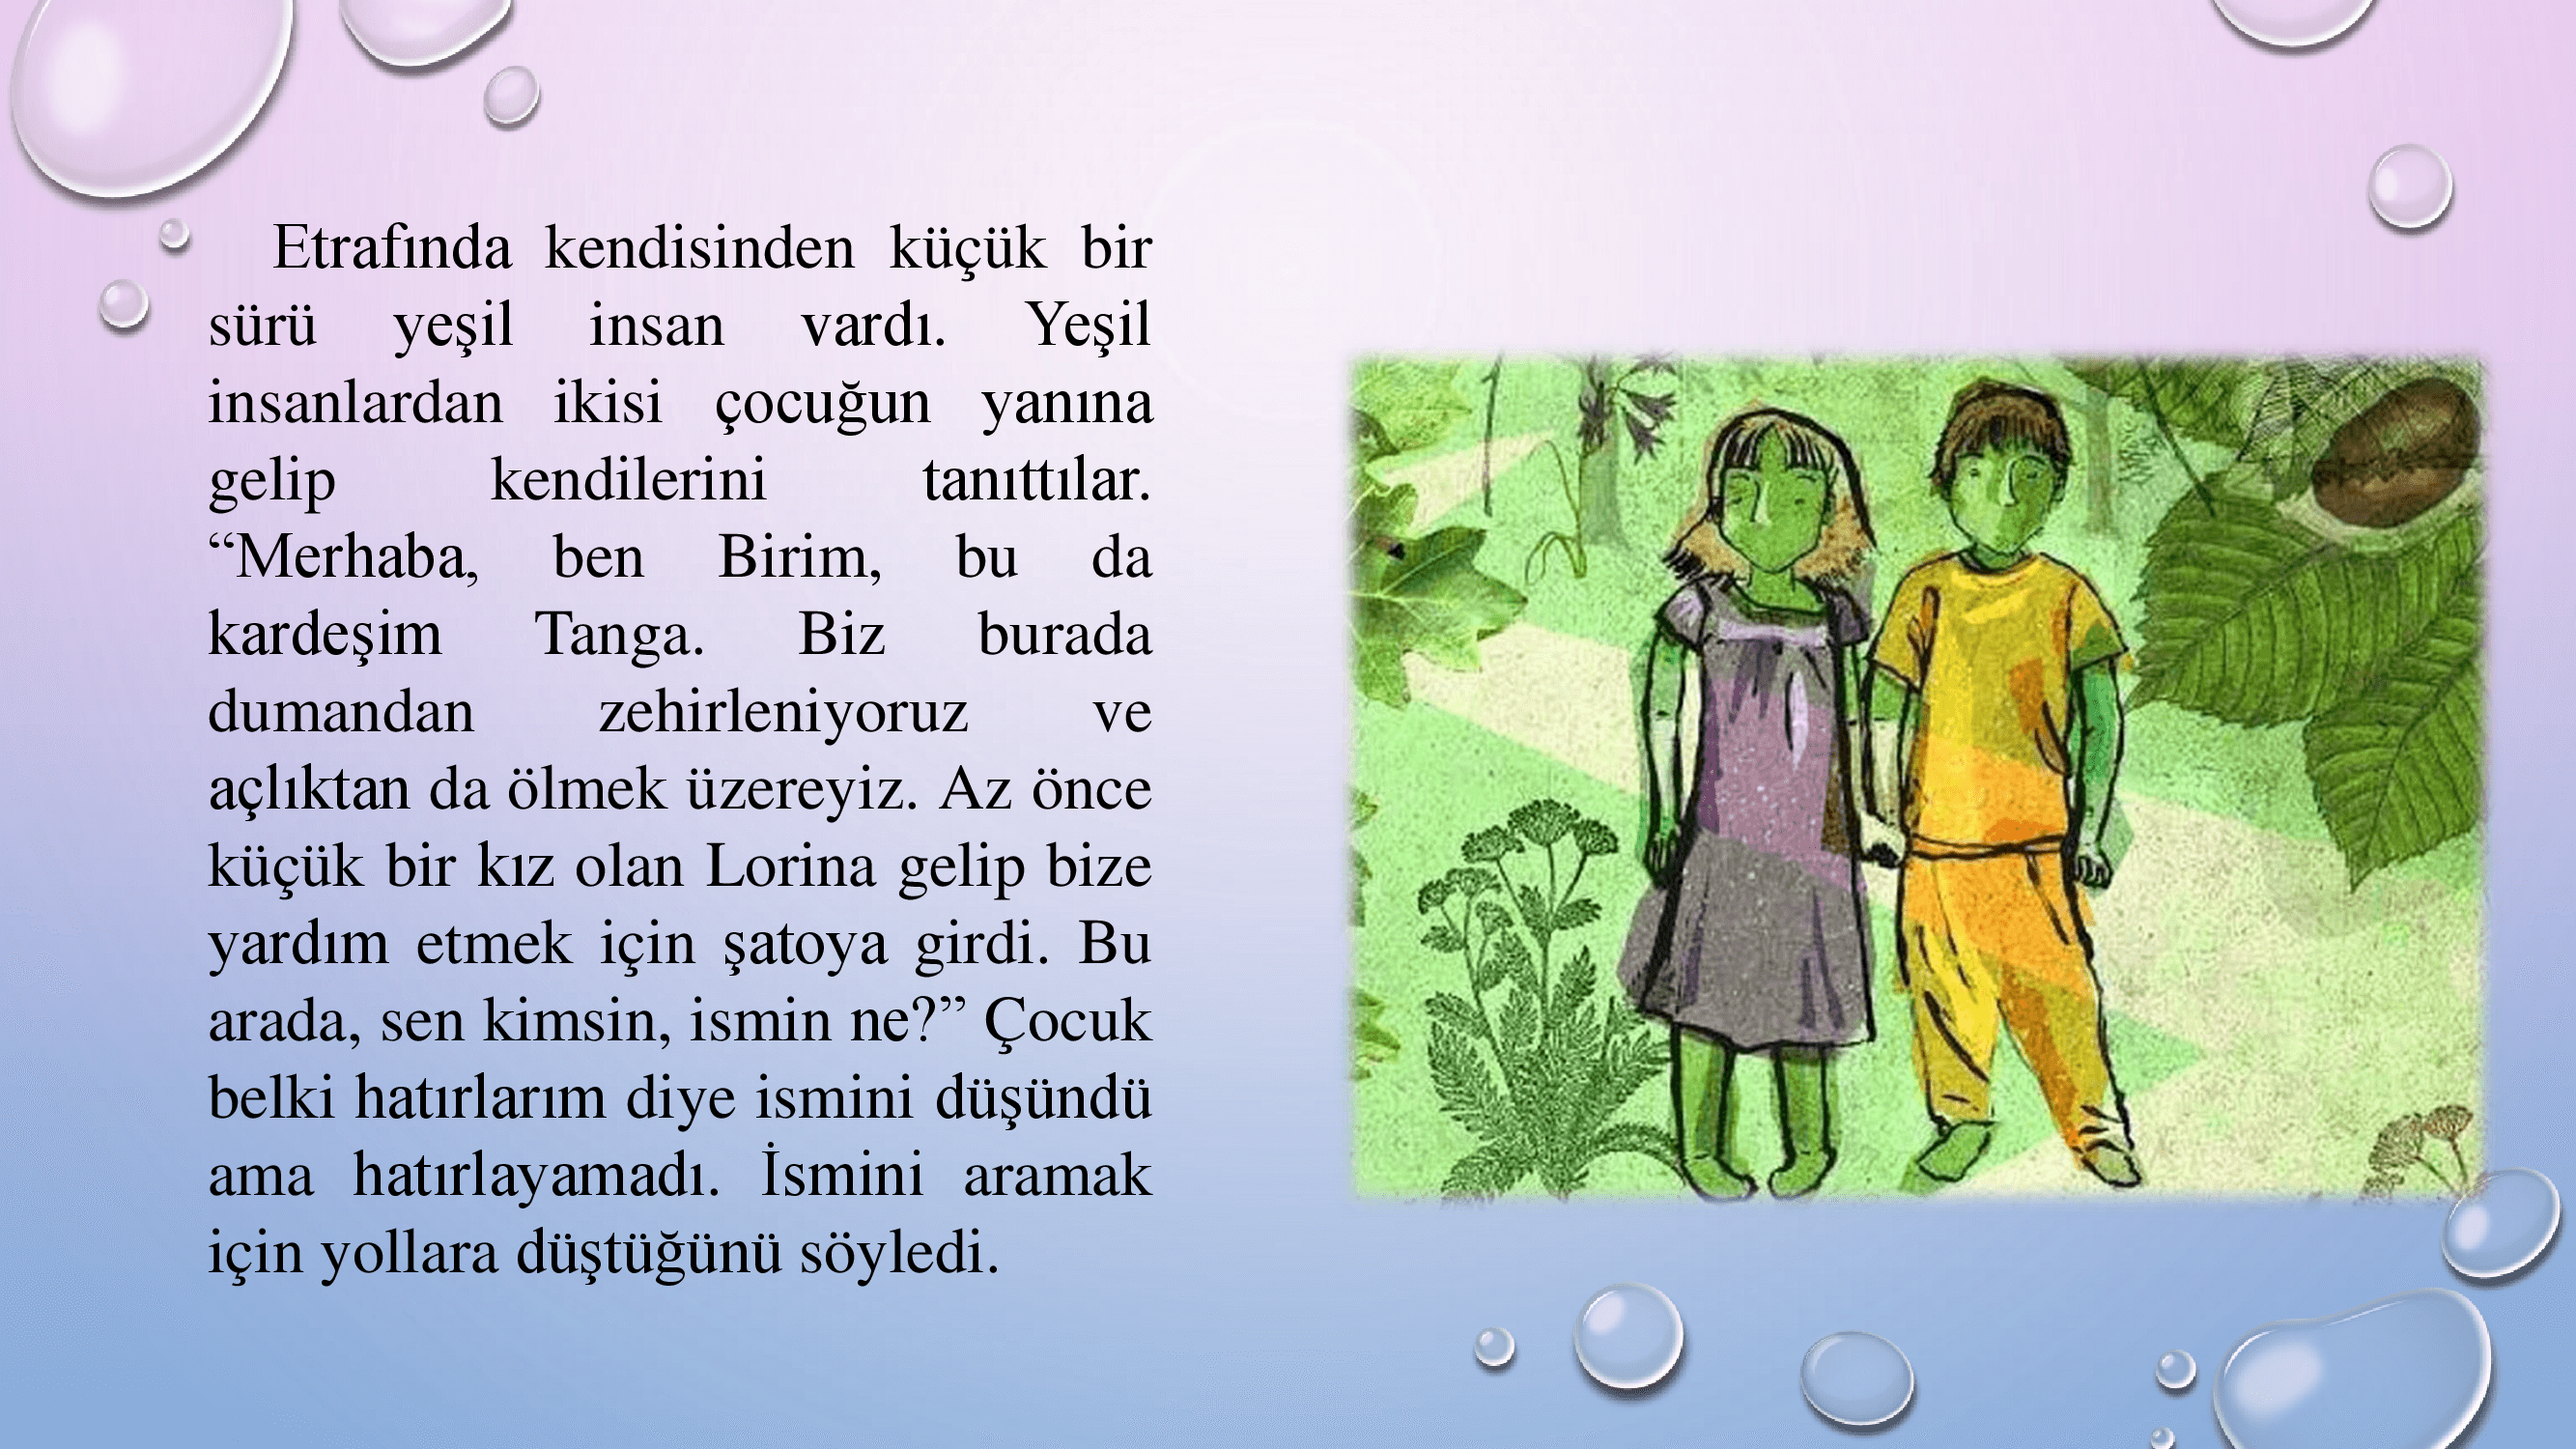 Etrafında kendisinden küçük bir
sürü yeşil insan vardı. Yeşil
insanlardan ikisi çocuğun yanına
gelip kendilerini tanıttılar.
“Merhaba, ben Birim, bu da
kardeşim Tanga. Biz burada
dumandan zehirleniyoruz ve
açlıktan da ölmek üzereyiz. Az önce
küçük bir kız olan Lorina gelip bize
yardım etmek için şatoya girdi. Bu
arada, sen kimsin, ismin ne?” Çocuk
belki hatırlarım diye ismini düşündü
ama hatırlayamadı. İsmini aramak
için yollara düştüğünü söyledi.